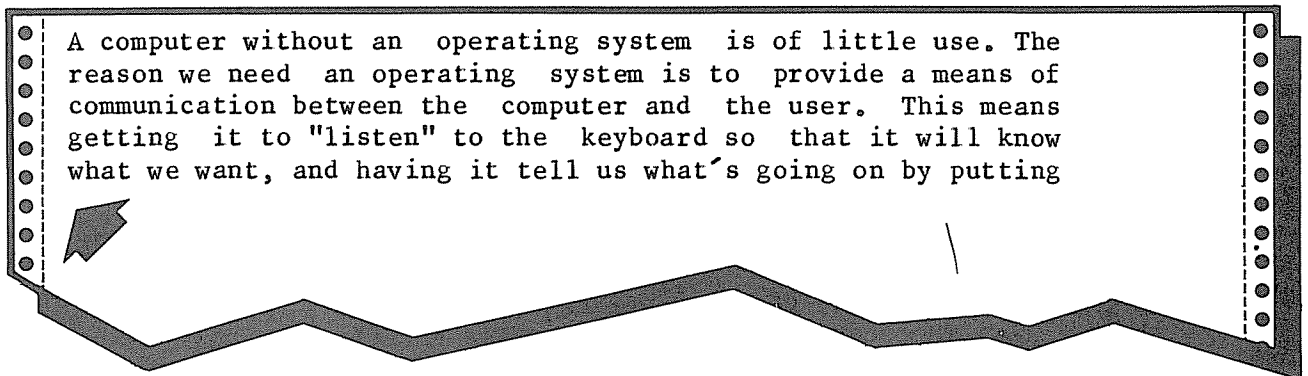 A computer without an  operating system  is of little use. The
reason we need  an operating  system is to  provide a means of
communication between the  computer and  the user.  This means
getting  it to "listen" to the  keyboard so  that it will know
what we want, and having it tell us what's going on by putting